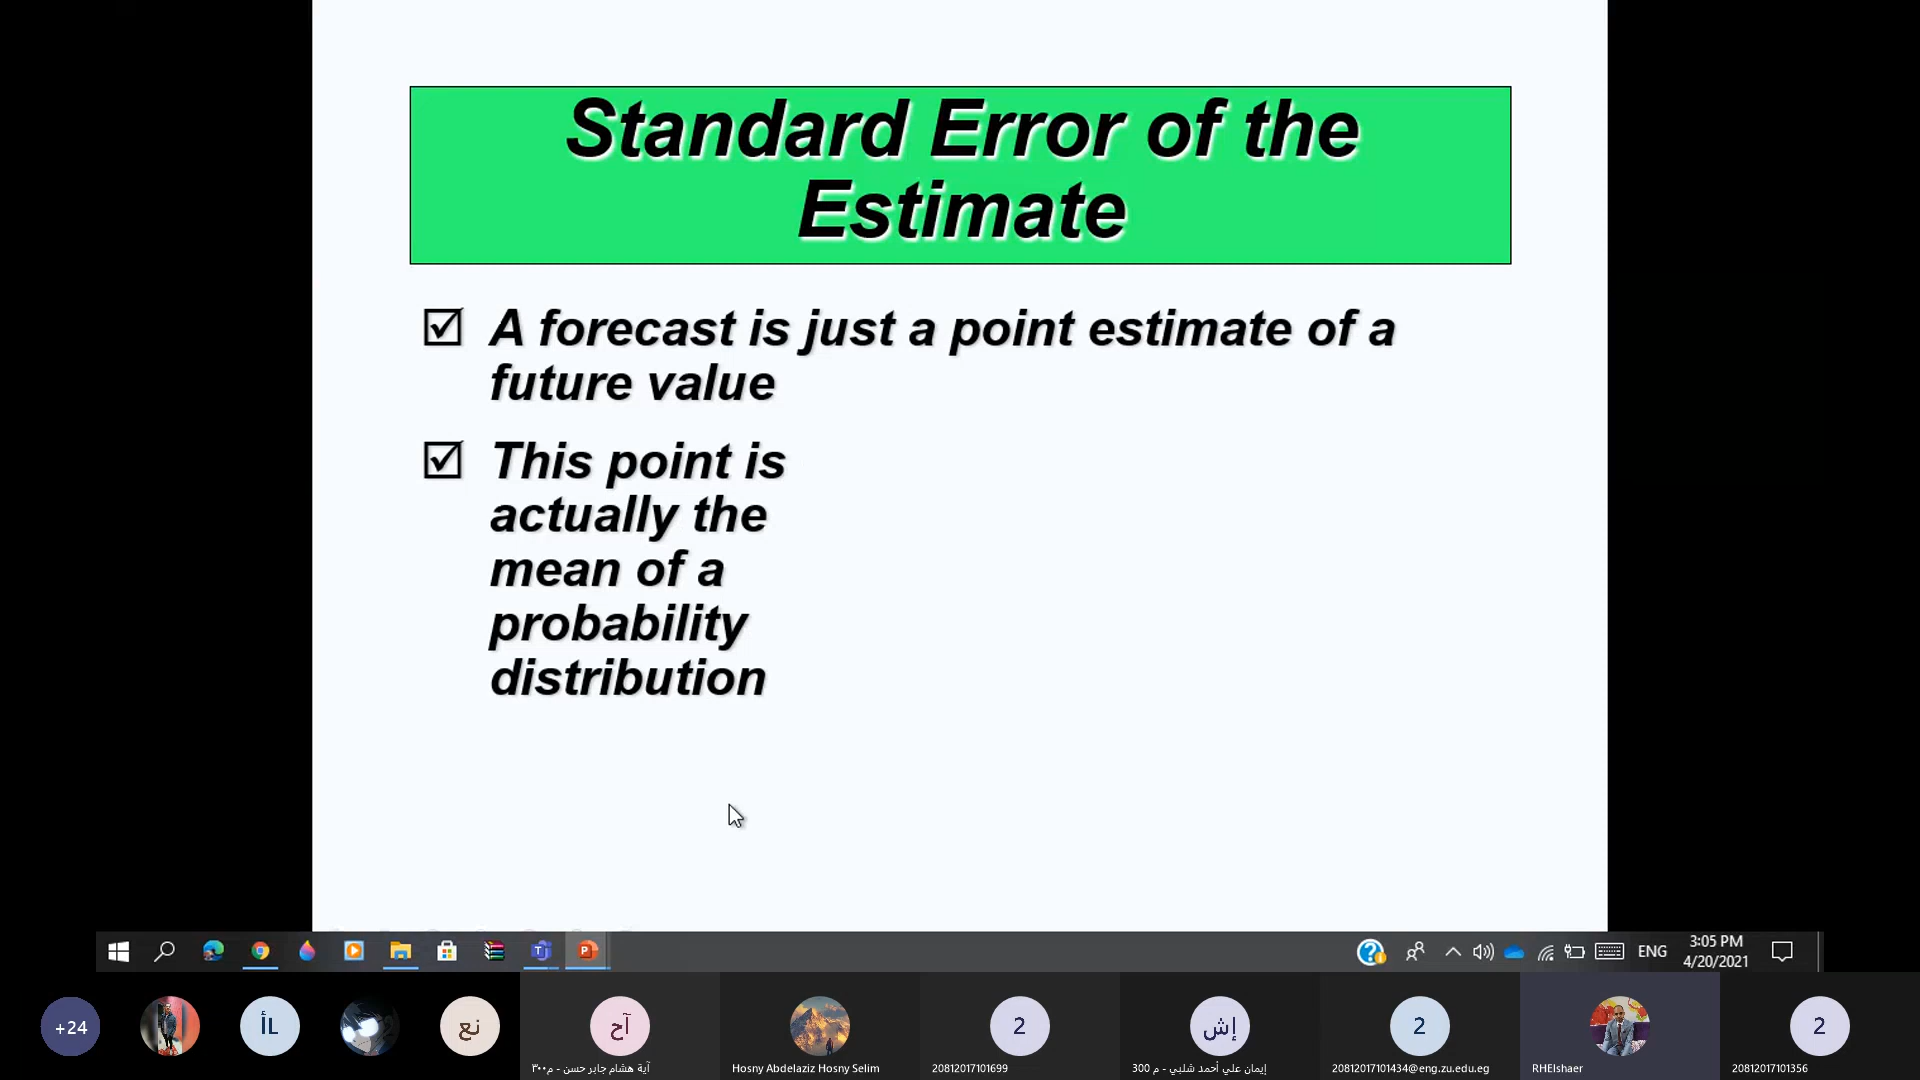 Standard Error of the
Estimate
A forecast is just a point estimate of a
future value
This point is
actually the
mean of a
probability
distribution
ENG
3:05 PM
4/20/2021
+24
أا
نع
آح
آية هشام جابر حسن - م٣٠٠
Hosny Abdelaziz Hosny Selim
2
20812017101699
إش
إيمان علي أحمد شلبي - م 300
2
20812017101434@eng.zu.edu.eg
RHElshaer
2
20812017101356